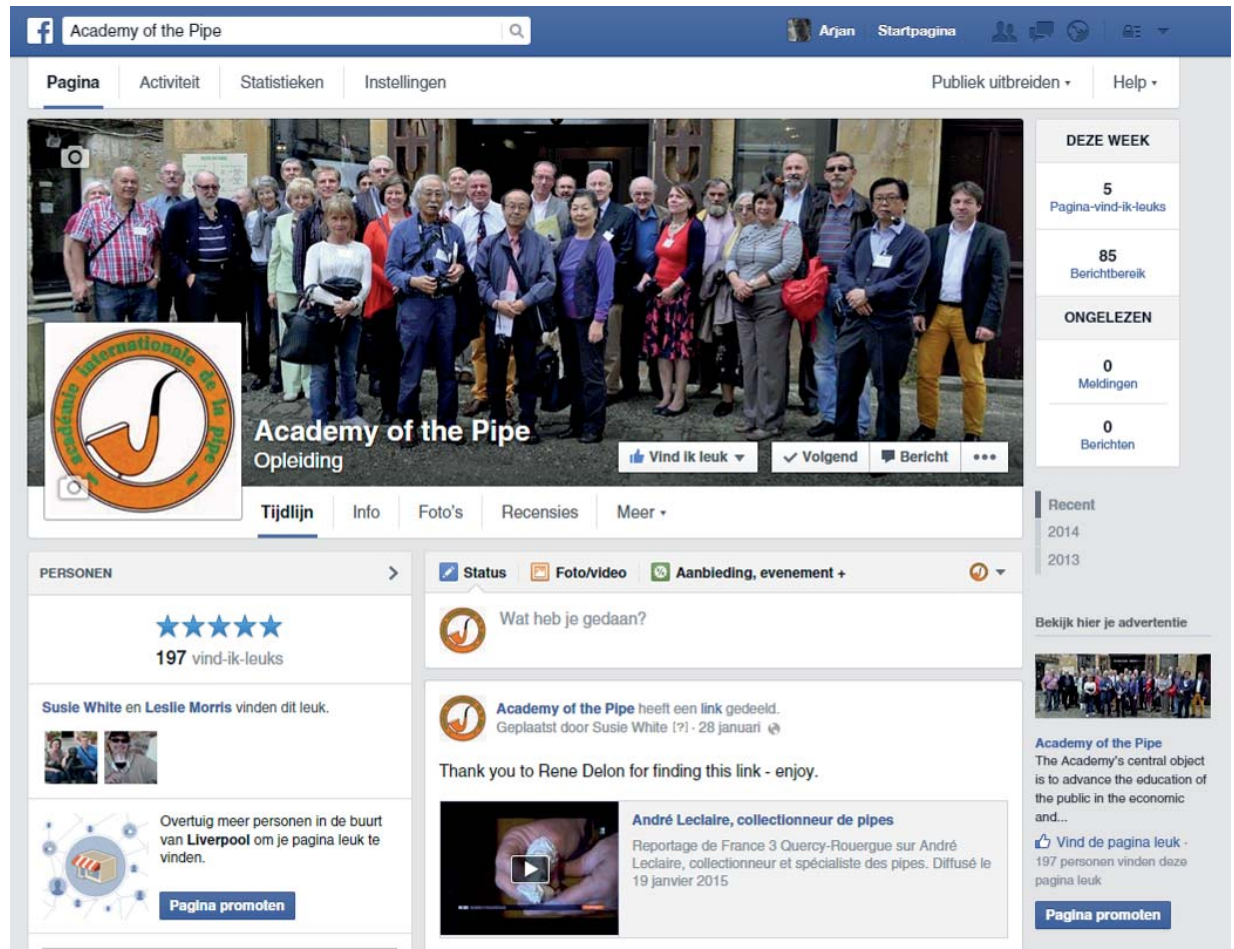 Academy of the Pipe
Arjan Startpagina
Pagina Activiteit Statistieken Instellingen Publiek uitbreiden Help
DEZE WEEK
5
Pagina-vind-ik-leuks
85
Berichtbereik
ONGELEZEN
0
Meldingen
0
Berichten
L'académie internationale de la pipe
Academy of the Pipe
Opleiding
Vind ik leuk Volgend Bericht
Tijdlijn Info Foto's Recensies Meer
Recent
2014
2013
PERSONEN
197 vind-ik-leuks
Susie White en Leslie Morris vinden dit leuk.
Overtuig meer personen in de buurt
van Liverpool om je pagina leuk te
vinden.
Pagina promoten
Status Foto/video Aanbieding, evenement +
Wat heb je gedaan?
Academy of the Pipe heeft een link gedeeld.
Geplaatst door Susie White [?] · 28 januari
Thank you to Rene Delon for finding this link - enjoy.
André Leclaire, collectionneur de pipes
Reportage de France 3 Quercy-Rouergue sur André
Leclaire, collectionneur et spécialiste des pipes. Diffusé le
19 janvier 2015
Bekijk hier je advertentie
Academy of the Pipe
The Academy's central object
is to advance the education of
the public in the economic
and...
Vind de pagina leuk ·
197 personen vinden deze
pagina leuk
Pagina promoten